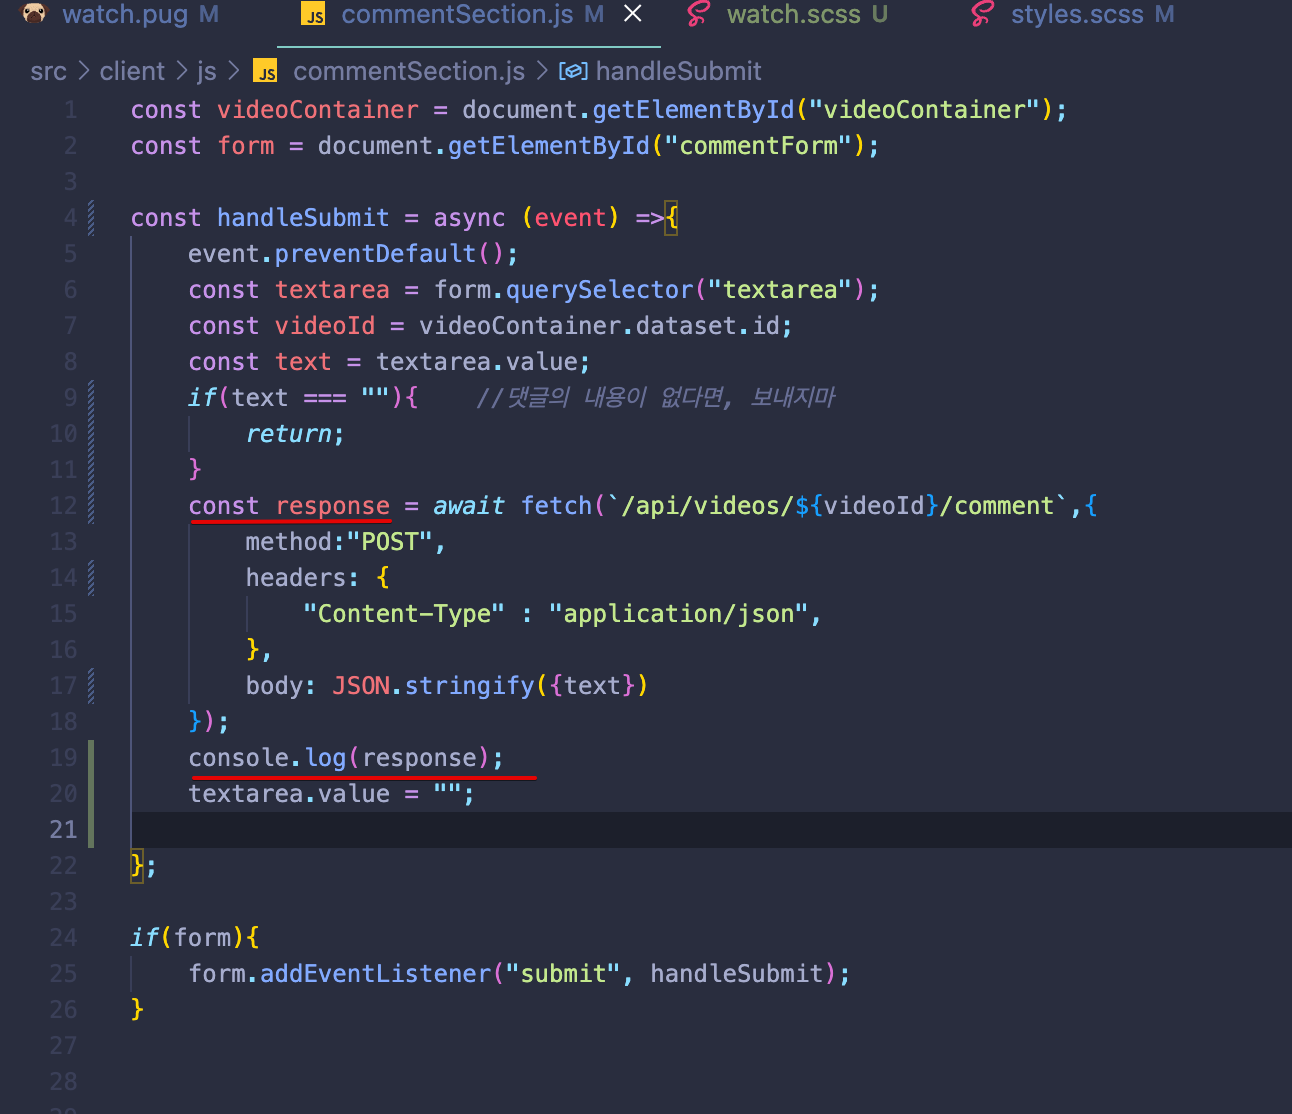 watch.pug M JS commentSection.js M watch.scss U styles.scss M
src > client > js > JS commentSection.js > handleSubmit
1 const videoContainer = document.getElementById("videoContainer");
2 const form = document.getElementById("commentForm");
3
4 const handleSubmit = async (event) =>{
5 event.preventDefault();
6 const textarea = form.querySelector("textarea");
7 const videoId = videoContainer.dataset.id;
8 const text = textarea.value;
9 if(text === ""){ //댓글의 내용이 없다면, 보내지마
10 return;
11 }
12 const response = await fetch(`/api/videos/${videoId}/comment`,{
13 method:"POST",
14 headers: {
15 "Content-Type" : "application/json",
16 },
17 body: JSON.stringify({text})
18 });
19 console.log(response);
20 textarea.value = "";
21
22 };
23
24 if(form){
25 form.addEventListener("submit", handleSubmit);
26 }
27
28